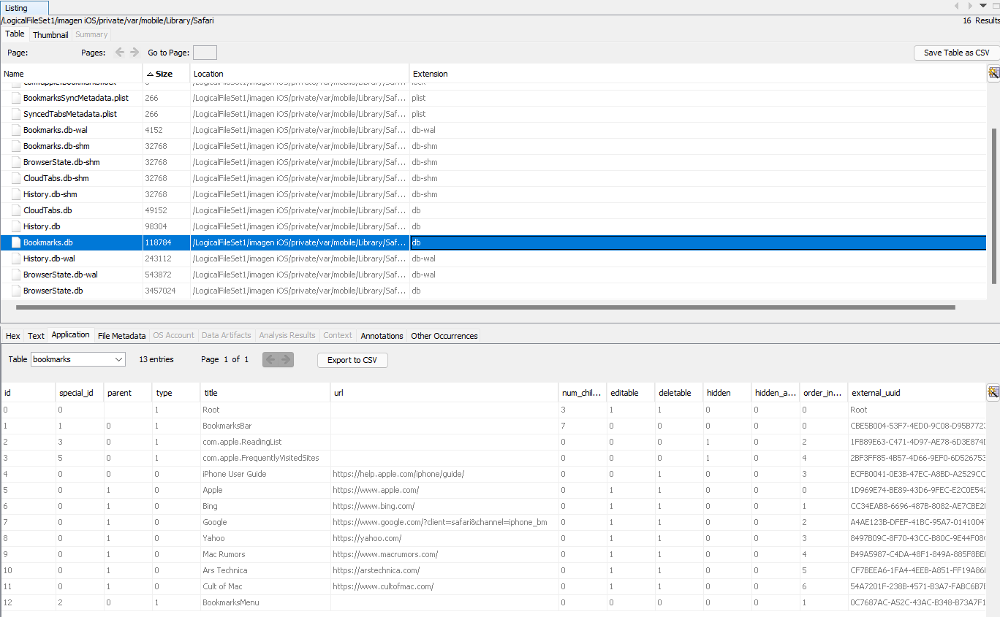 Listing
/LogicalFileSet1/imagen iOS/private/var/mobile/Library/Safari
16 Results
Table Thumbnail Summary
Page: Pages: Go to Page: Save Table as CSV
Name Size Location Extension
BookmarksSyncMetadata.plist 266 /LogicalFileSet1/imagen iOS/private/var/mobile/Library/Saf... plist
SyncedTabsMetadata.plist 266 /LogicalFileSet1/imagen iOS/private/var/mobile/Library/Saf... plist
Bookmarks.db-wal 4152 /LogicalFileSet1/imagen iOS/private/var/mobile/Library/Saf... db-wal
Bookmarks.db-shm 32768 /LogicalFileSet1/imagen iOS/private/var/mobile/Library/Saf... db-shm
BrowserState.db-shm 32768 /LogicalFileSet1/imagen iOS/private/var/mobile/Library/Saf... db-shm
CloudTabs.db-shm 32768 /LogicalFileSet1/imagen iOS/private/var/mobile/Library/Saf... db-shm
History.db-shm 32768 /LogicalFileSet1/imagen iOS/private/var/mobile/Library/Saf... db-shm
CloudTabs.db 49152 /LogicalFileSet1/imagen iOS/private/var/mobile/Library/Saf... db
History.db 98304 /LogicalFileSet1/imagen iOS/private/var/mobile/Library/Saf... db
Bookmarks.db 118784 /LogicalFileSet1/imagen iOS/private/var/mobile/Library/Saf... db
History.db-wal 243112 /LogicalFileSet1/imagen iOS/private/var/mobile/Library/Saf... db-wal
BrowserState.db-wal 543872 /LogicalFileSet1/imagen iOS/private/var/mobile/Library/Saf... db-wal
BrowserState.db 3457024 /LogicalFileSet1/imagen iOS/private/var/mobile/Library/Saf... db
Hex Text Application File Metadata OS Account Data Artifacts Analysis Results Context Annotations Other Occurrences
Table bookmarks 13 entries Page 1 of 1 Export to CSV
id special_id parent type title url num_chil... editable deletable hidden hidden_a... order_in... external_uuid
0 0 1 Root 3 1 1 0 0 0 Root
1 1 0 1 BookmarksBar 7 0 0 0 0 0 CBE5B004-53F7-4ED0-9C08-D95B7723
2 3 0 1 com.apple.ReadingList 0 0 0 1 0 2 1FB89E63-C471-4D97-AE78-6D3E874D
3 5 0 1 com.apple.FrequentlyVisitedSites 0 0 0 1 0 4 2BF3FF85-4B57-4D66-9EF0-6D526753
4 0 0 0 iPhone User Guide https://help.apple.com/iphone/guide/ 0 0 1 0 0 3 ECFB0041-0E3B-47EC-A8BD-A2529CC
5 0 1 0 Apple https://www.apple.com/ 0 1 1 0 0 0 1D969E74-BE89-43D6-9FEC-E2C0E542
6 0 1 0 Bing https://www.bing.com/ 0 1 1 0 0 1 CC34EAB8-6696-487B-8082-AE7CBE2
7 0 1 0 Google https://www.google.com/?client=safari&channel=iphone_bm 0 1 1 0 0 2 A4AE123B-DFEF-41BC-95A7-01410047
8 0 1 0 Yahoo https://yahoo.com/ 0 1 1 0 0 3 8497B09C-8F70-43CC-B80C-9E44F08
9 0 1 0 Mac Rumors https://www.macrumors.com/ 0 1 1 0 0 4 B49A5987-C4DA-48F1-849A-885F8BE
10 0 1 0 Ars Technica https://arstechnica.com/ 0 1 1 0 0 5 CF7BEEA6-1FA4-4EEB-A851-FF19A86
11 0 1 0 Cult of Mac https://www.cultofmac.com/ 0 1 1 0 0 6 54A7201F-238B-4571-B3A7-FABC6B7
12 2 0 1 BookmarksMenu 0 0 0 0 0 1 0C7687AC-A52C-43AC-B348-B73A7F1